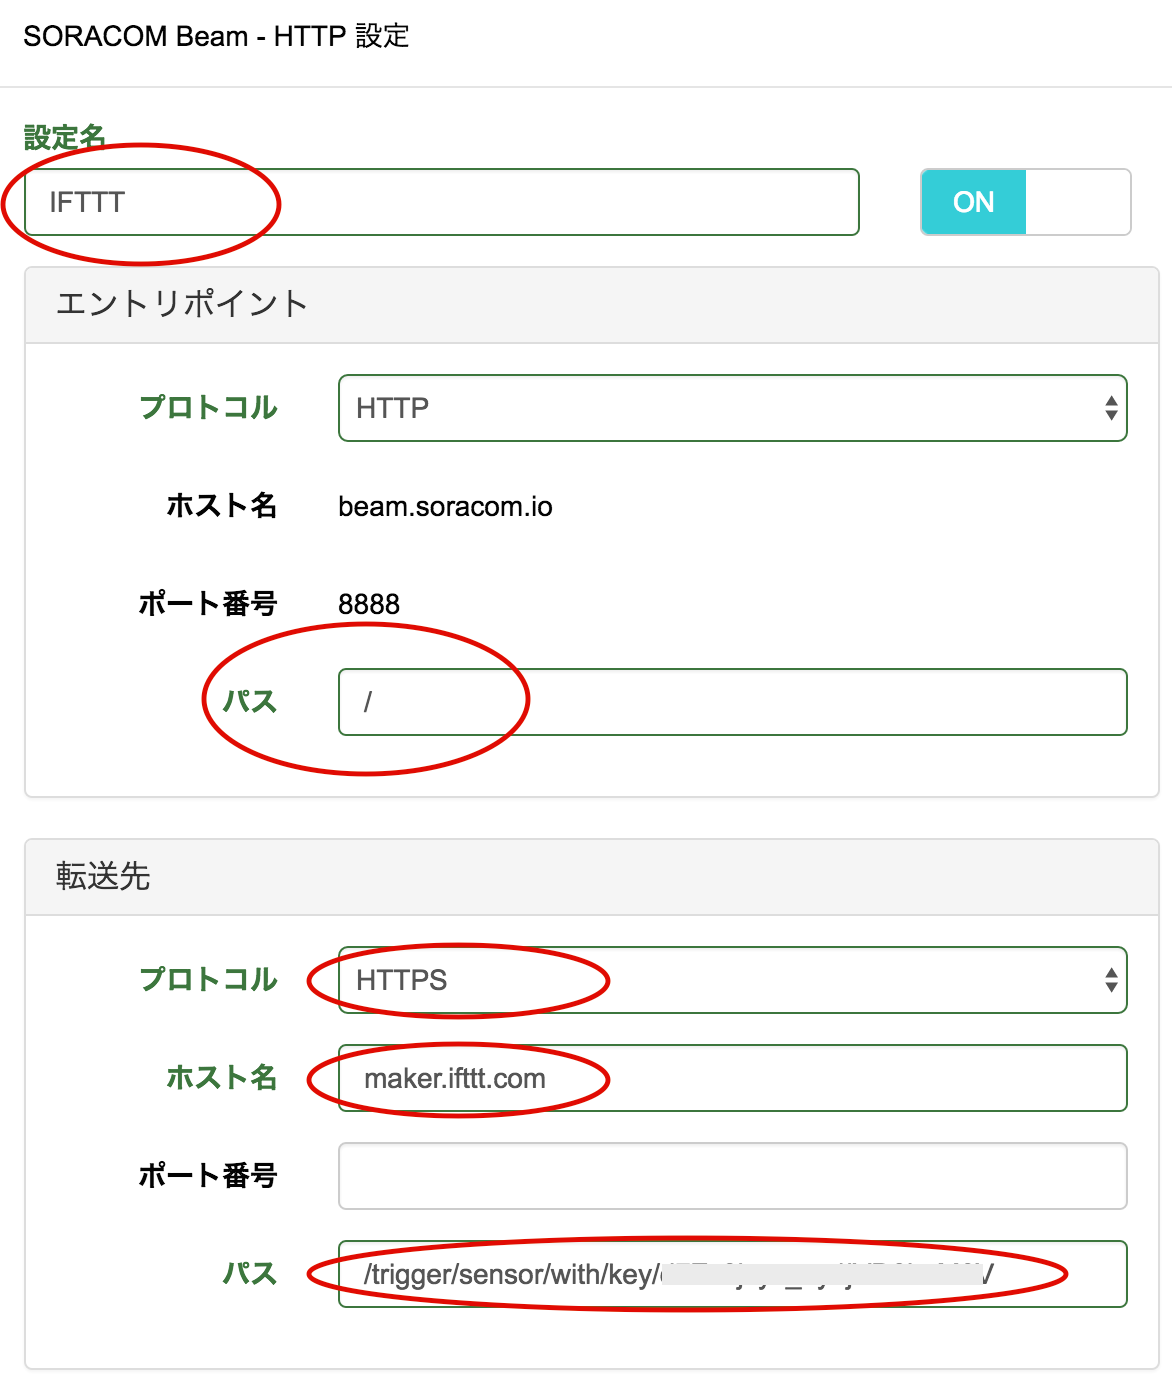 SORACOM Beam - HTTP 設定
設定名
IFTTT
ON
エントリポイント
プロトコル
HTTP
ホスト名
beam.soracom.io
ポート番号
8888
パス
/
転送先
プロトコル
HTTPS
ホスト名
maker.ifttt.com
ポート番号
パス
/trigger/sensor/with/key/